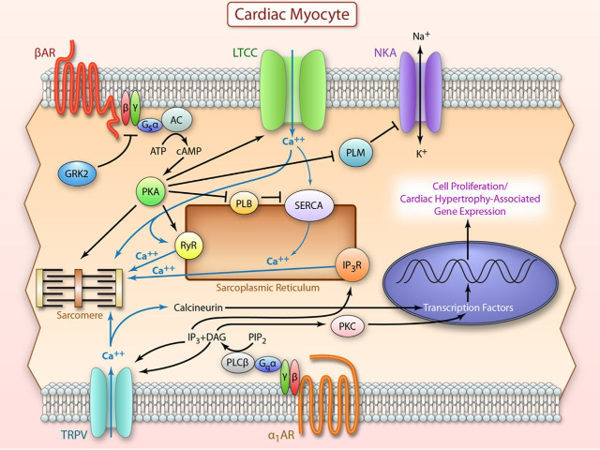 Cardiac Myocyte
βAR
LTCC
NKA
Na+
β
γ
Gsα
AC
ATP
cAMP
Ca++
K+
GRK2
PLM
PKA
PLB
SERCA
Cell Proliferation/
Cardiac Hypertrophy-Associated
Gene Expression
RyR
Ca++
Ca++
Ca++
IP3R
Sarcoplasmic Reticulum
Sarcomere
Calcineurin
Transcription Factors
PKC
IP3+DAG
PIP2
Ca++
PLCβ
Gqα
γ
β
TRPV
α1AR